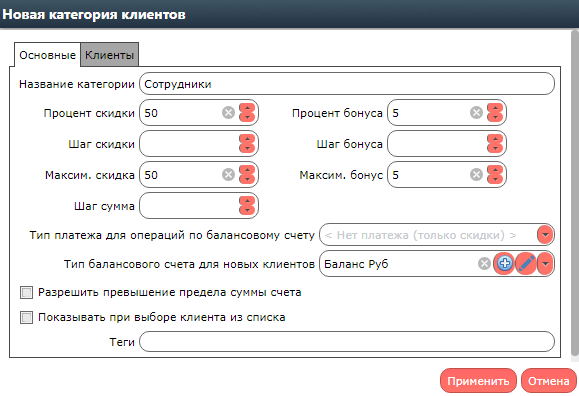 Новая категория клиентов
Основные Клиенты
Название категории Сотрудники
Процент скидки 50 Процент бонуса 5
Шаг скидки Шаг бонуса
Максим. скидка 50 Максим. бонус 5
Шаг сумма
Тип платежа для операций по балансовому счету < Нет платежа (только скидки) >
Тип балансового счета для новых клиентов Баланс Руб
Разрешить превышение предела суммы счета
Показывать при выборе клиента из списка
Теги
Применить Отмена